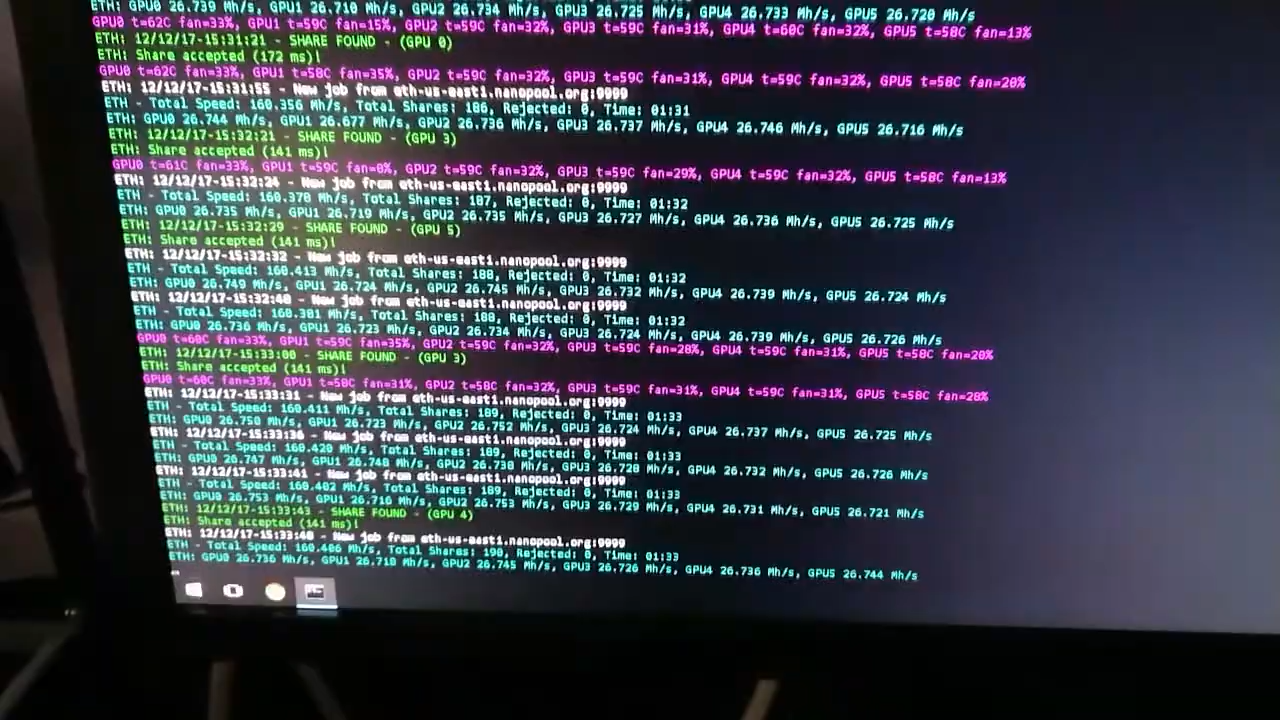 ETH: GPU0 26.739 Mh/s, GPU1 26.710 Mh/s, GPU2 26.734 Mh/s, GPU3 26.725 Mh/s, GPU4 26.733 Mh/s, GPU5 26.720 Mh/s
GPU0 t=62C fan=33%, GPU1 t=59C fan=15%, GPU2 t=59C fan=32%, GPU3 t=59C fan=31%, GPU4 t=60C fan=32%, GPU5 t=58C fan=13%
ETH: 12/12/17-15:31:21 - SHARE FOUND - (GPU 0)
ETH: Share accepted (172 ms)!
GPU0 t=62C fan=33%, GPU1 t=58C fan=35%, GPU2 t=59C fan=32%, GPU3 t=59C fan=31%, GPU4 t=59C fan=32%, GPU5 t=58C fan=20%
ETH: 12/12/17-15:31:55 - New job from eth-us-east1.nanopool.org:9999
ETH - Total Speed: 160.356 Mh/s, Total Shares: 186, Rejected: 0, Time: 01:31
ETH: GPU0 26.744 Mh/s, GPU1 26.677 Mh/s, GPU2 26.736 Mh/s, GPU3 26.737 Mh/s, GPU4 26.746 Mh/s, GPU5 26.716 Mh/s
ETH: 12/12/17-15:32:21 - SHARE FOUND - (GPU 3)
ETH: Share accepted (141 ms)!
GPU0 t=61C fan=33%, GPU1 t=59C fan=0%, GPU2 t=59C fan=32%, GPU3 t=59C fan=29%, GPU4 t=59C fan=32%, GPU5 t=58C fan=13%
ETH: 12/12/17-15:32:24 - New job from eth-us-east1.nanopool.org:9999
ETH - Total Speed: 160.378 Mh/s, Total Shares: 187, Rejected: 0, Time: 01:32
ETH: GPU0 26.735 Mh/s, GPU1 26.719 Mh/s, GPU2 26.735 Mh/s, GPU3 26.727 Mh/s, GPU4 26.736 Mh/s, GPU5 26.725 Mh/s
ETH: 12/12/17-15:32:29 - SHARE FOUND - (GPU 5)
ETH: Share accepted (141 ms)!
ETH: 12/12/17-15:32:32 - New job from eth-us-east1.nanopool.org:9999
ETH - Total Speed: 160.413 Mh/s, Total Shares: 188, Rejected: 0, Time: 01:32
ETH: GPU0 26.749 Mh/s, GPU1 26.724 Mh/s, GPU2 26.745 Mh/s, GPU3 26.732 Mh/s, GPU4 26.739 Mh/s, GPU5 26.724 Mh/s
ETH: 12/12/17-15:32:40 - New job from eth-us-east1.nanopool.org:9999
ETH - Total Speed: 160.381 Mh/s, Total Shares: 188, Rejected: 0, Time: 01:32
ETH: GPU0 26.736 Mh/s, GPU1 26.723 Mh/s, GPU2 26.734 Mh/s, GPU3 26.724 Mh/s, GPU4 26.739 Mh/s, GPU5 26.726 Mh/s
GPU0 t=60C fan=33%, GPU1 t=59C fan=35%, GPU2 t=59C fan=32%, GPU3 t=59C fan=28%, GPU4 t=59C fan=31%, GPU5 t=58C fan=20%
ETH: 12/12/17-15:33:00 - SHARE FOUND - (GPU 3)
ETH: Share accepted (141 ms)!
GPU0 t=60C fan=33%, GPU1 t=58C fan=31%, GPU2 t=58C fan=32%, GPU3 t=59C fan=31%, GPU4 t=59C fan=31%, GPU5 t=58C fan=28%
ETH: 12/12/17-15:33:31 - New job from eth-us-east1.nanopool.org:9999
ETH - Total Speed: 160.411 Mh/s, Total Shares: 189, Rejected: 0, Time: 01:33
ETH: GPU0 26.750 Mh/s, GPU1 26.723 Mh/s, GPU2 26.752 Mh/s, GPU3 26.724 Mh/s, GPU4 26.737 Mh/s, GPU5 26.725 Mh/s
ETH: 12/12/17-15:33:36 - New job from eth-us-east1.nanopool.org:9999
ETH - Total Speed: 160.420 Mh/s, Total Shares: 189, Rejected: 0, Time: 01:33
ETH: GPU0 26.747 Mh/s, GPU1 26.748 Mh/s, GPU2 26.738 Mh/s, GPU3 26.728 Mh/s, GPU4 26.732 Mh/s, GPU5 26.726 Mh/s
ETH: 12/12/17-15:33:41 - New job from eth-us-east1.nanopool.org:9999
ETH - Total Speed: 160.402 Mh/s, Total Shares: 189, Rejected: 0, Time: 01:33
ETH: GPU0 26.753 Mh/s, GPU1 26.716 Mh/s, GPU2 26.753 Mh/s, GPU3 26.729 Mh/s, GPU4 26.731 Mh/s, GPU5 26.721 Mh/s
ETH: 12/12/17-15:33:43 - SHARE FOUND - (GPU 4)
ETH: Share accepted (141 ms)!
ETH: 12/12/17-15:33:48 - New job from eth-us-east1.nanopool.org:9999
ETH - Total Speed: 160.406 Mh/s, Total Shares: 190, Rejected: 0, Time: 01:33
ETH: GPU0 26.736 Mh/s, GPU1 26.718 Mh/s, GPU2 26.745 Mh/s, GPU3 26.726 Mh/s, GPU4 26.736 Mh/s, GPU5 26.744 Mh/s